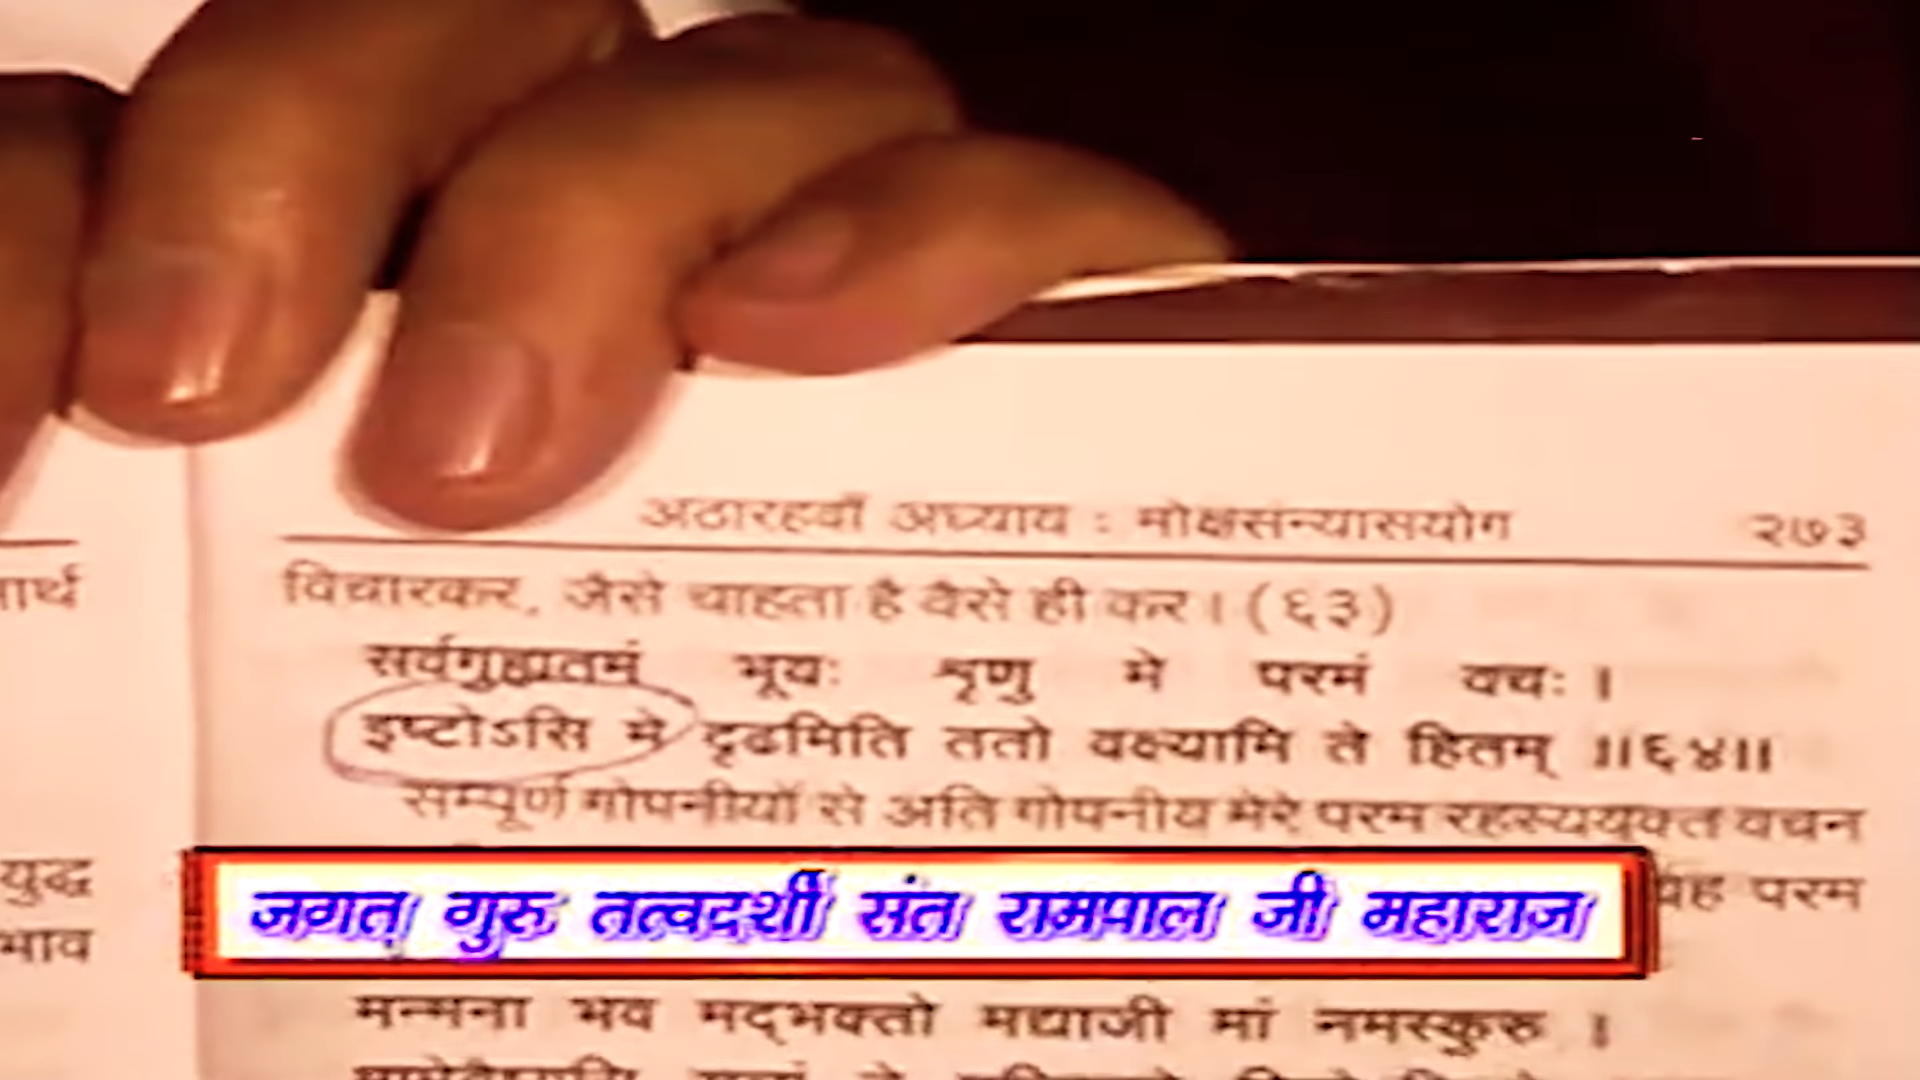 अठारहवाँ अध्याय : मोक्षसंन्यासयोग २७३
विचारकर, जैसे चाहता है वैसे ही कर। (६३)
सर्वगुह्यतमं भूयः शृणु मे परमं वचः ।
इष्टोऽसि मे दृढमिति ततो वक्ष्यामि ते हितम् ॥६४॥
सम्पूर्ण गोपनीयों से अति गोपनीय मेरे परम रहस्ययुक्त वचन
परम
जगत् गुरु तत्वदर्शी संत रामपाल जी महाराज
मन्मना भव मद्भक्तो मद्याजी मां नमस्कुरु ।
युद्ध
भाव